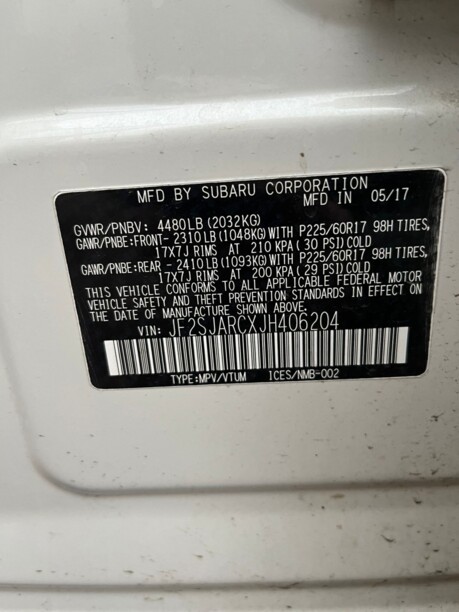 MFD BY SUBARU CORPORATION
MFD IN 05/17
GVWR/PNBV: 4480LB (2032KG)
GAWR/PNBE:FRONT- 2310LB (1048KG)WITH P225/60R17 98H TIRES,
17X7J RIMS AT 210 KPA (30 PSI)COLD
GAWR/PNBE:REAR -2410LB(1093KG)WITH P225/60R17 98H TIRES,
17X7J RIMS AT 200 KPA (29 PSI)COLD
THIS VEHICLE CONFORMS TO ALL APPLICABLE FEDERAL MOTOR
VEHICLE SAFETY AND THEFT PREVENTION STANDARDS IN EFFECT ON
THE DATE OF MANUFACTURE SHOWN ABOVE.
VIN: JF2SJARCXJH406204
TYPE:MPV/VTUM ICES/NMB-002